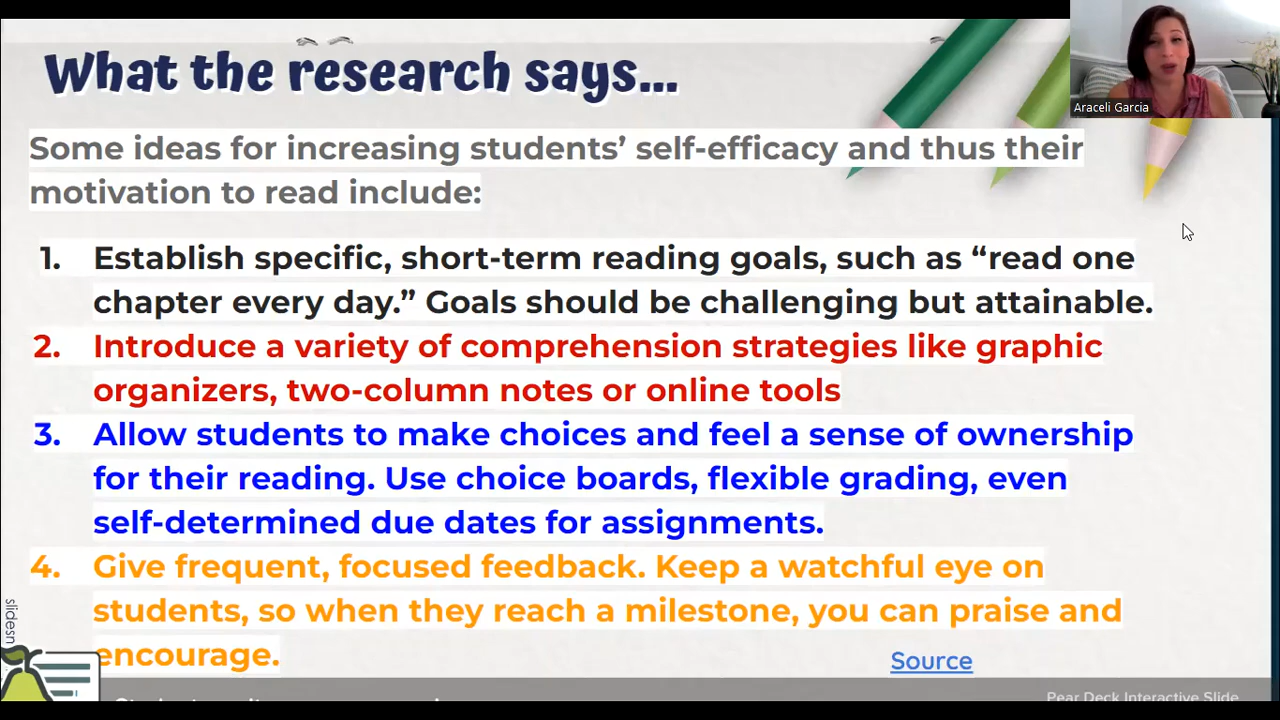 What the research says...
Araceli Garcia
Some ideas for increasing students’ self-efficacy and thus their
motivation to read include:
1. Establish specific, short-term reading goals, such as “read one
chapter every day.” Goals should be challenging but attainable.
2. Introduce a variety of comprehension strategies like graphic
organizers, two-column notes or online tools
3. Allow students to make choices and feel a sense of ownership
for their reading. Use choice boards, flexible grading, even
self-determined due dates for assignments.
4. Give frequent, focused feedback. Keep a watchful eye on
students, so when they reach a milestone, you can praise and
encourage.
Source
slidesn
Pear Deck Interactive Slide